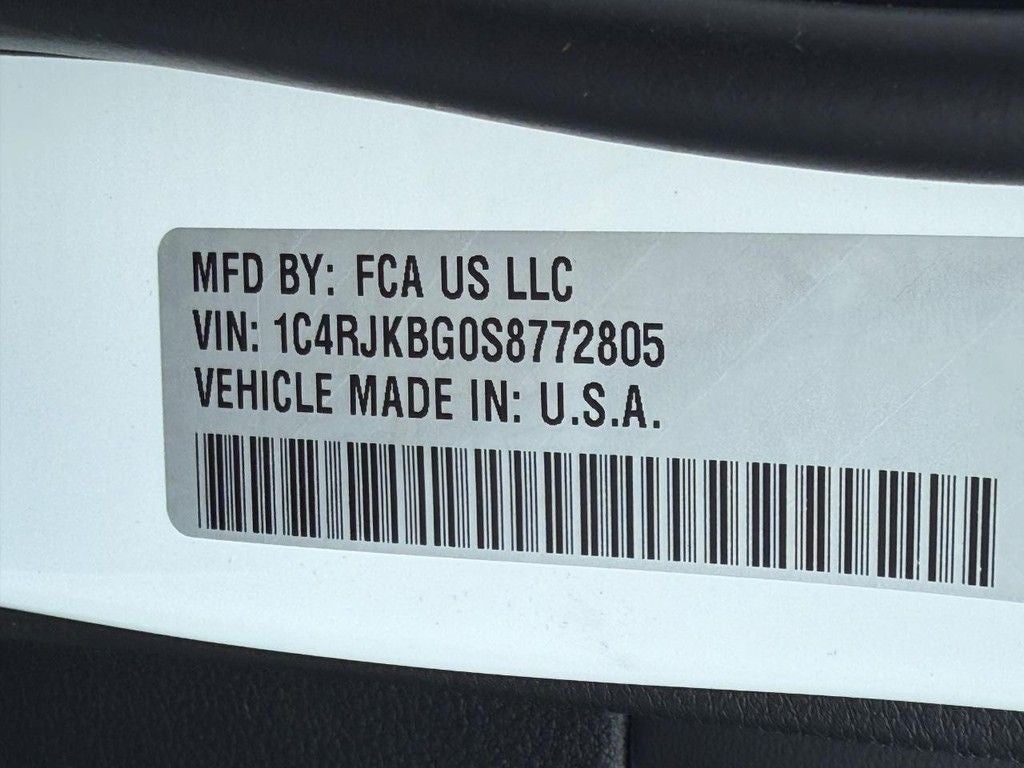 MFD BY: FCA US LLC
VIN: 1C4RJKBG0S8772805
VEHICLE MADE IN: U.S.A.